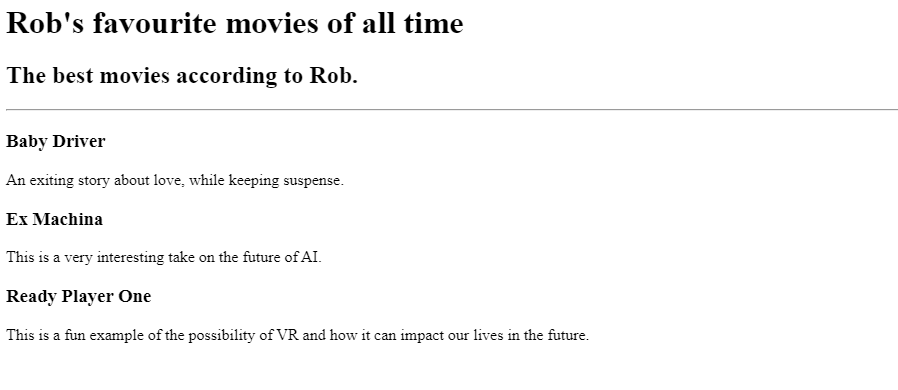 Rob's favourite movies of all time
The best movies according to Rob.
Baby Driver
An exiting story about love, while keeping suspense.
Ex Machina
This is a very interesting take on the future of AI.
Ready Player One
This is a fun example of the possibility of VR and how it can impact our lives in the future.